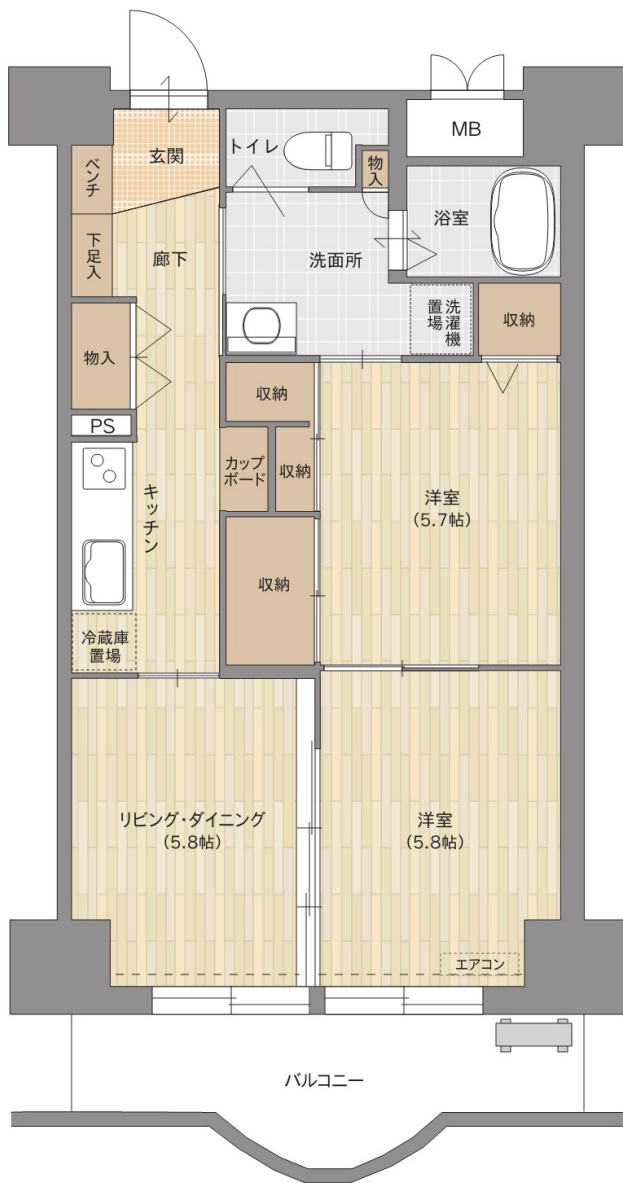 MB
トイレ
玄関
物入
ベンチ
浴室
廊下
洗面所
下足入
洗濯機
置場
収納
物入
収納
PS
カップ
ボード
収納
洋室
(5.7帖)
キッチン
収納
冷蔵庫
置場
リビング・ダイニング
(5.8帖)
洋室
(5.8帖)
エアコン
バルコニー